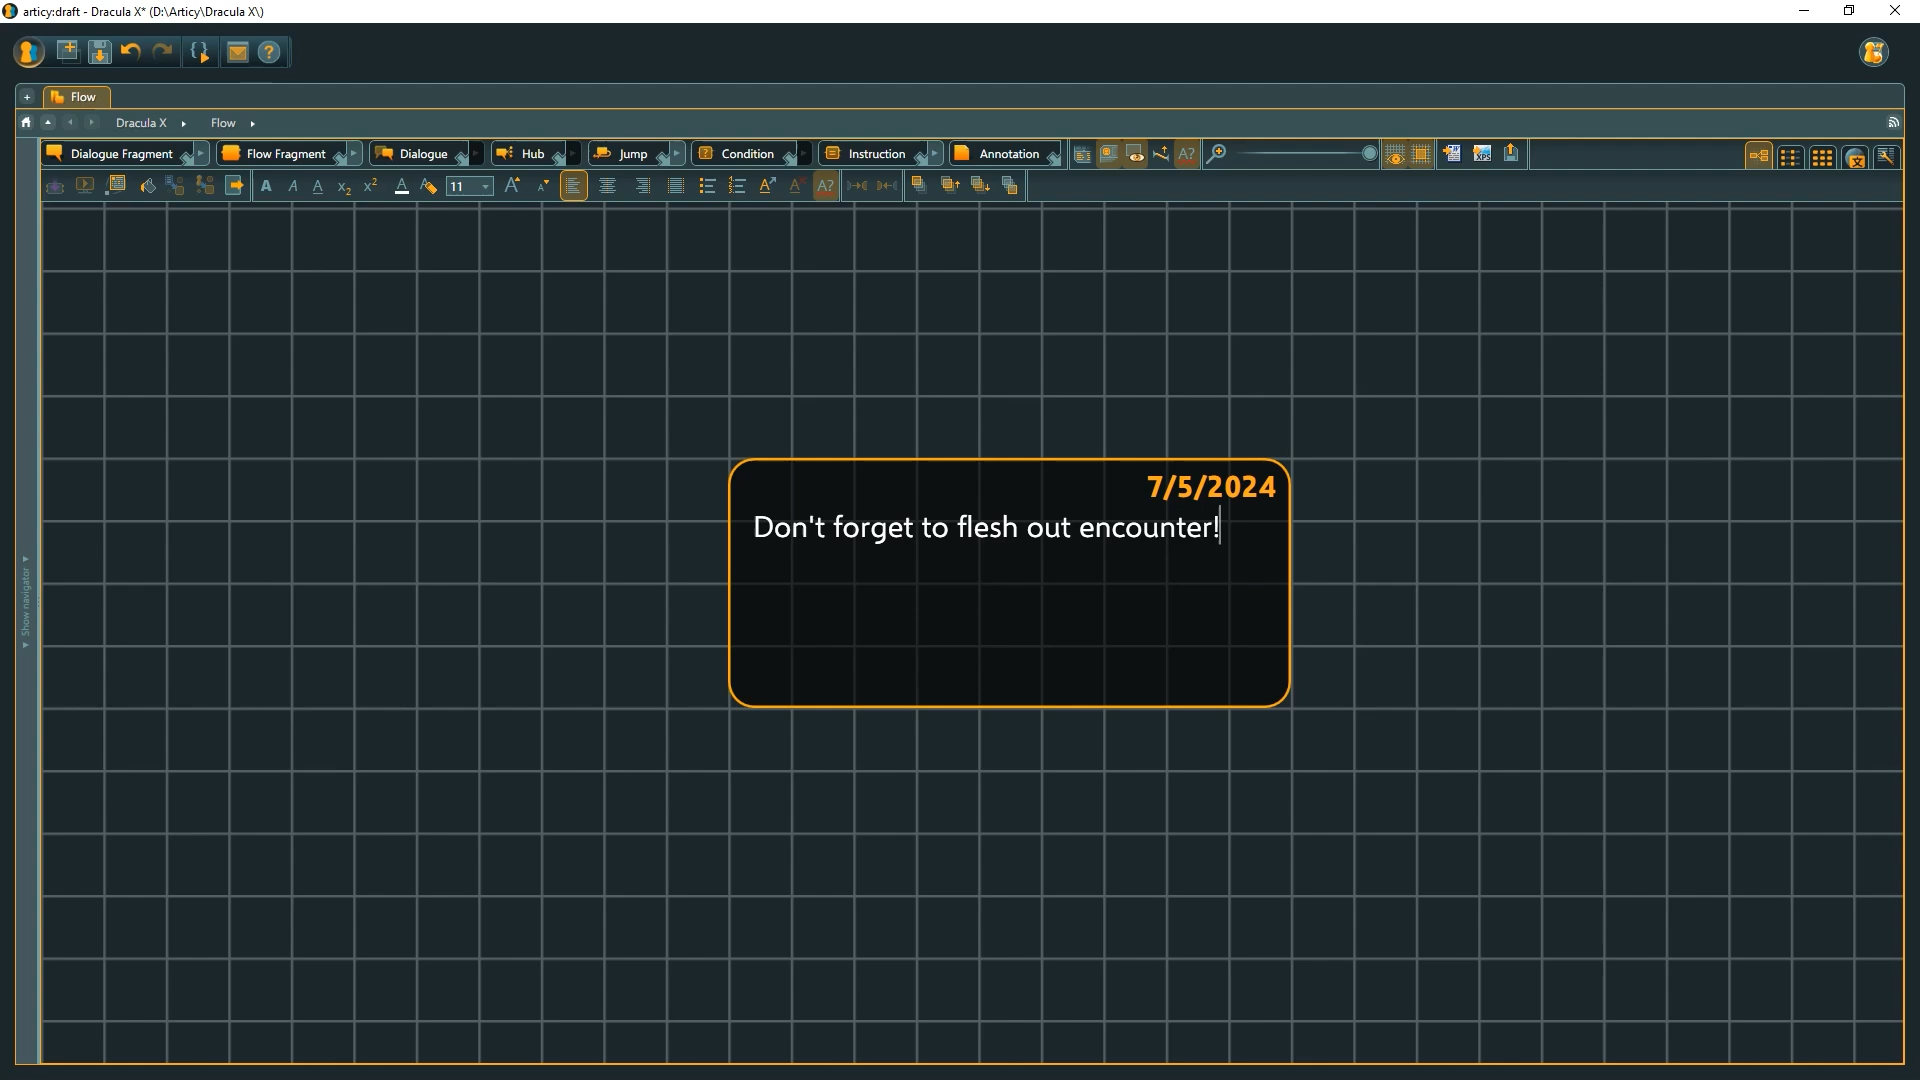 articy:draft - Dracula X* (D:\Articy\Dracula X\)
Flow
Dracula X Flow
Dialogue Fragment Flow Fragment Dialogue Hub Jump Condition Instruction Annotation
11
Show navigator
7/5/2024
Don't forget to flesh out encounter!